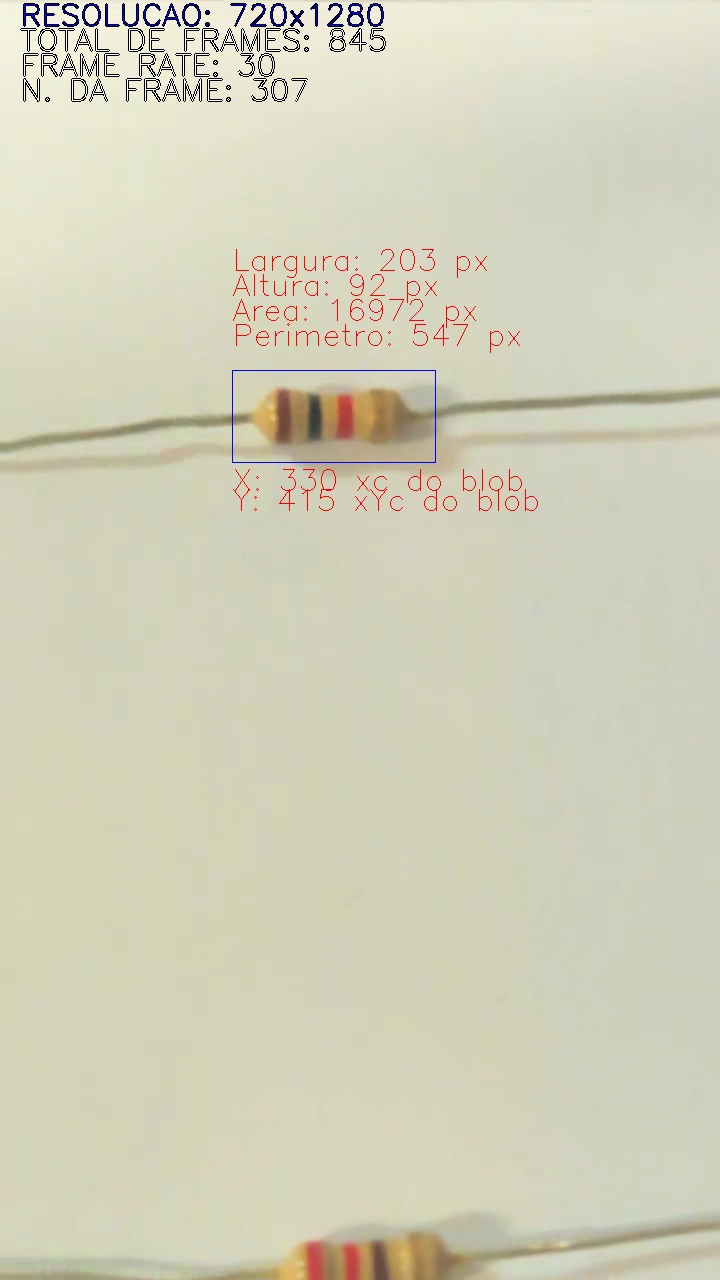 RESOLUCAO: 720x1280
TOTAL DE FRAMES: 845
FRAME RATE: 30
N. DA FRAME: 307
Largura: 203 px
Altura: 92 px
Area: 16972 px
Perimetro: 547 px
X: 330 xc do blob
Y: 415 xYc do blob